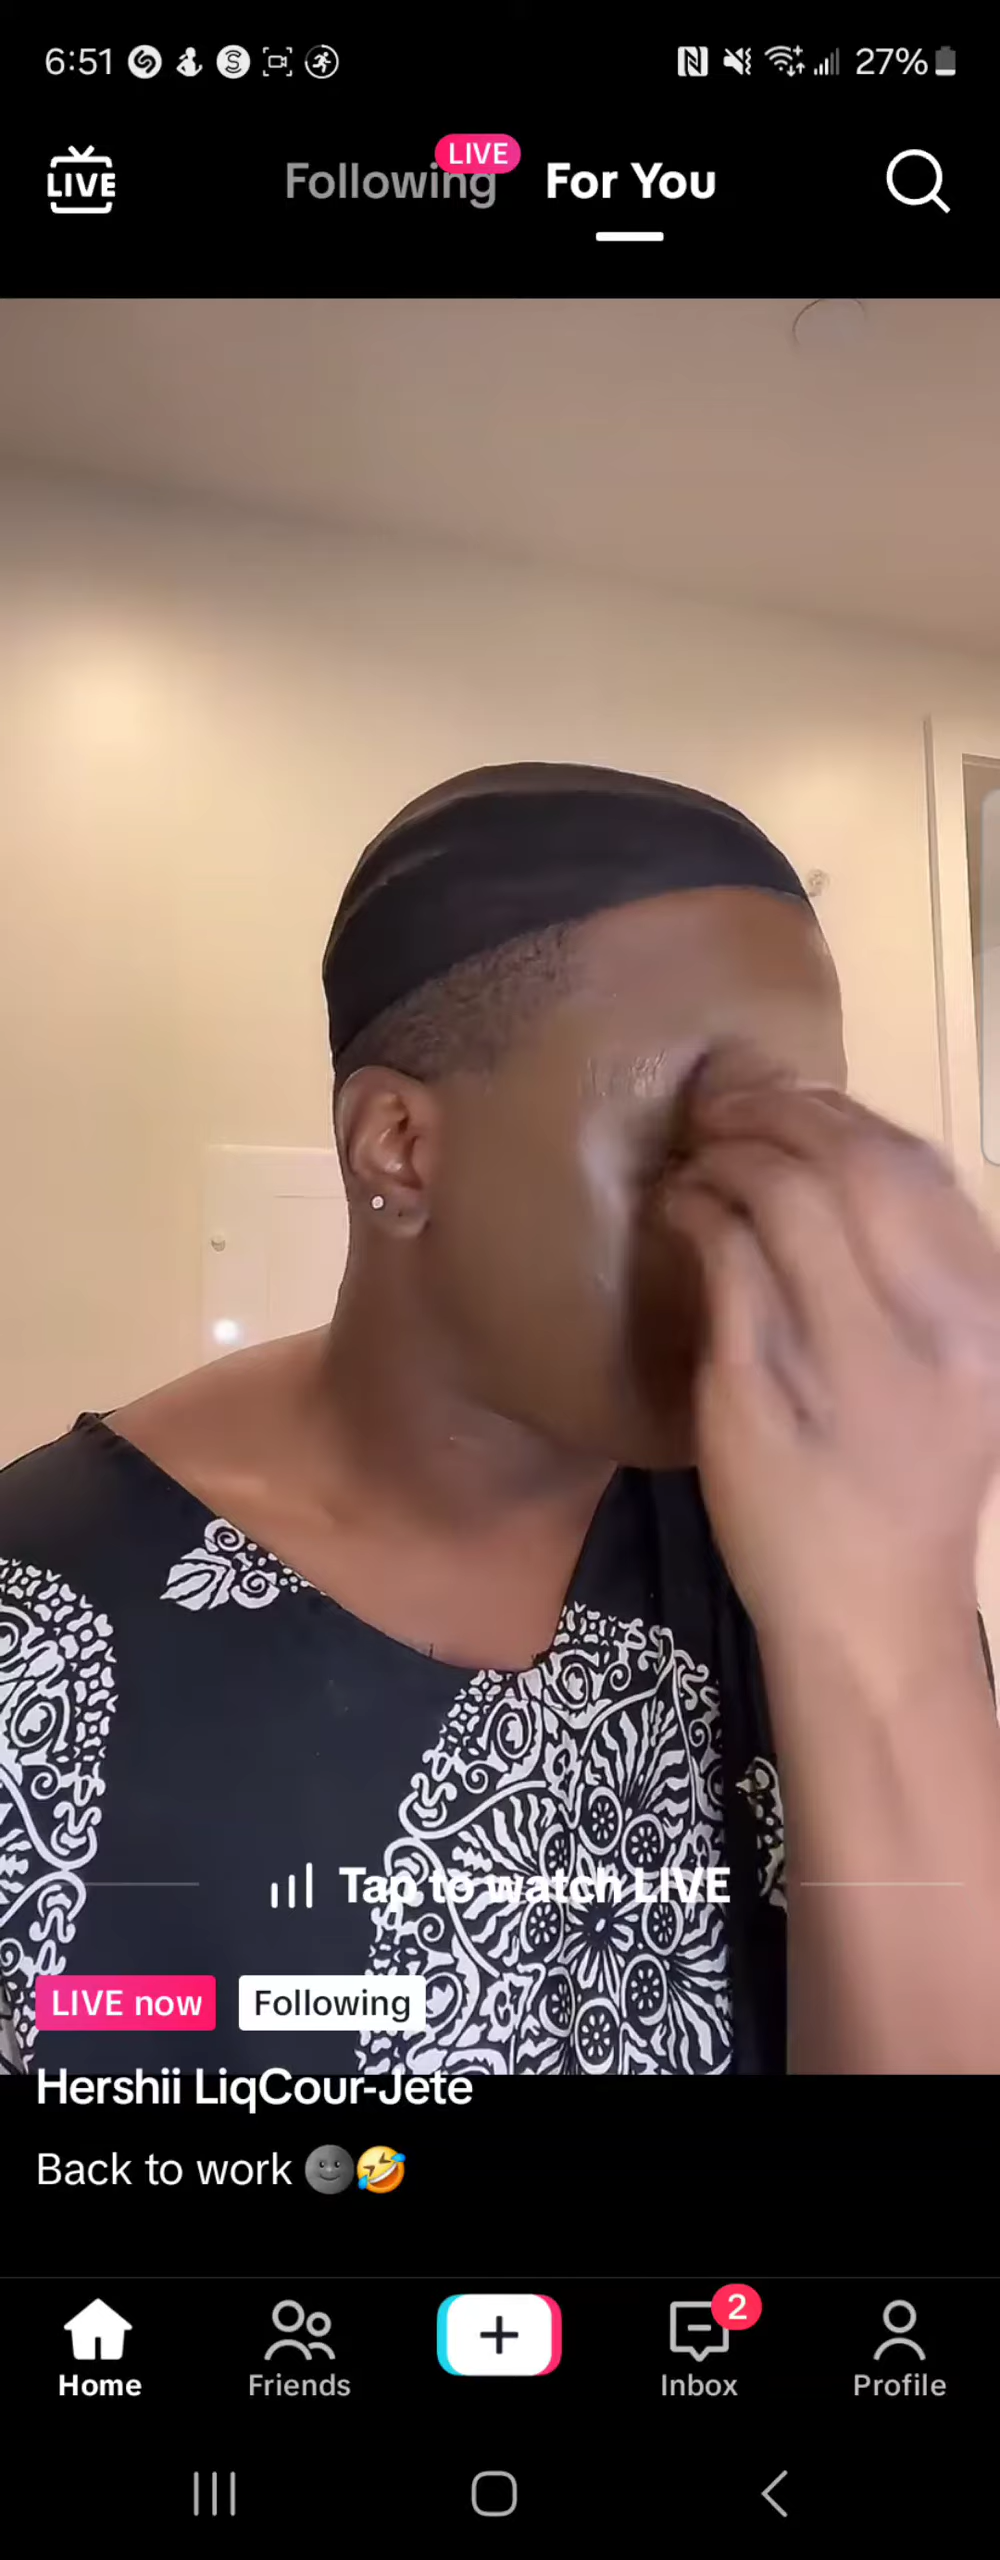 6:51 27%
LIVE Following LIVE For You
Tap to watch LIVE
LIVE now Following
Hershii LiqCour-Jete
Back to work 🌚🤣
2
Home Friends Inbox Profile